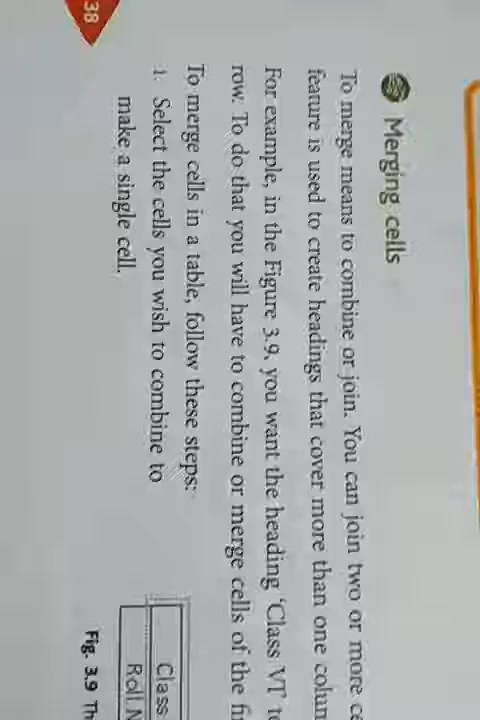 Merging cells
To merge means to combine or join. You can join two or more
feature is used to create headings that cover more than one
For example, in the Figure 3.9, you want the heading ‘Class VI’
row. To do that you will have to combine or merge cells of the
To merge cells in a table, follow these steps:
1. Select the cells you wish to combine to
make a single cell.
Class
Roll N
Fig. 3.9 Th
38